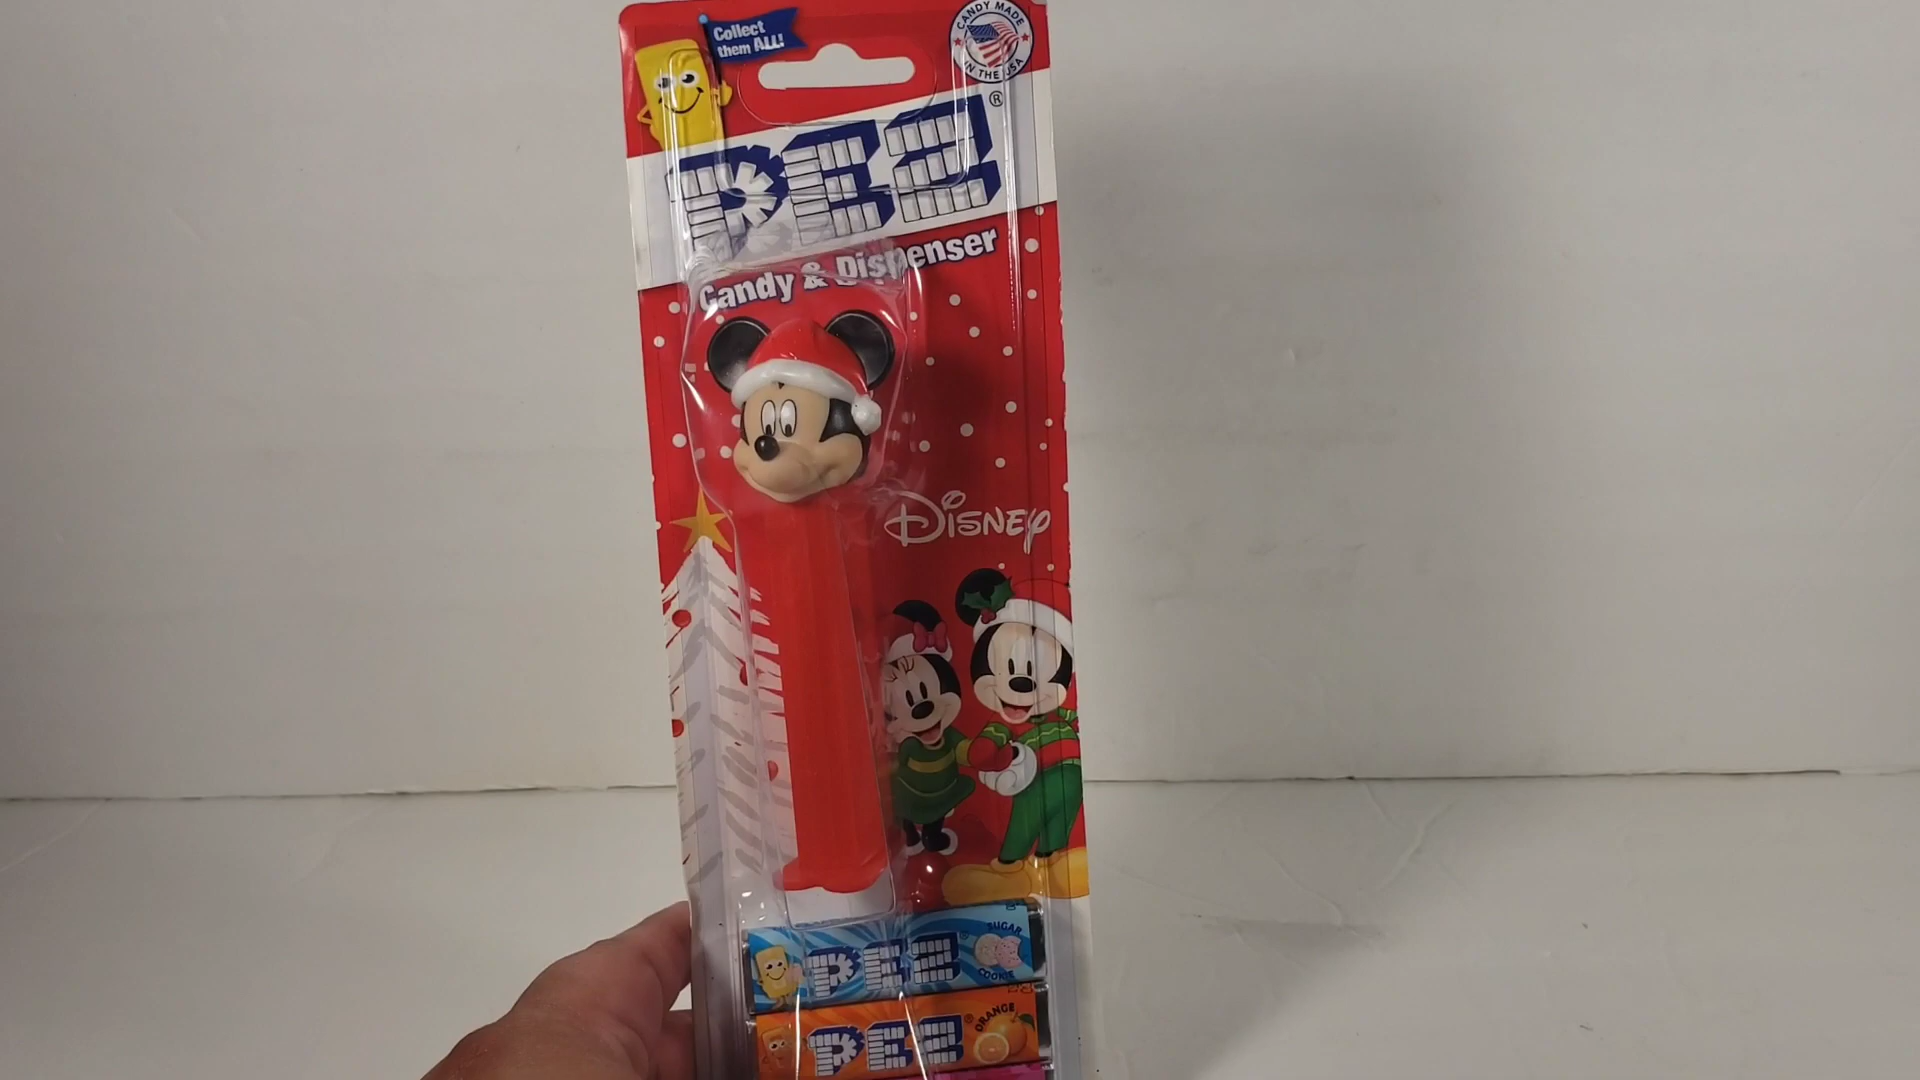 Collect
them ALL!
CANDY MADE
IN THE USA
PEZ®
Candy & Dispenser
Disney
PEZ®
SUGAR
COOKIE
PEZ®
ORANGE